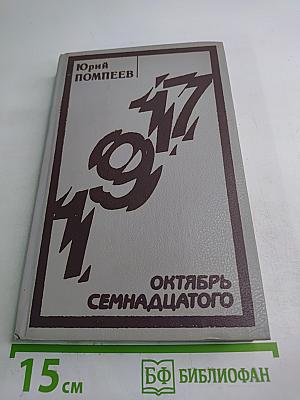 Юрий
ПОМПЕЕВ
1917
ОКТЯБРЬ
СЕМНАДЦАТОГО
15 см
БФ БИБЛИОФАН